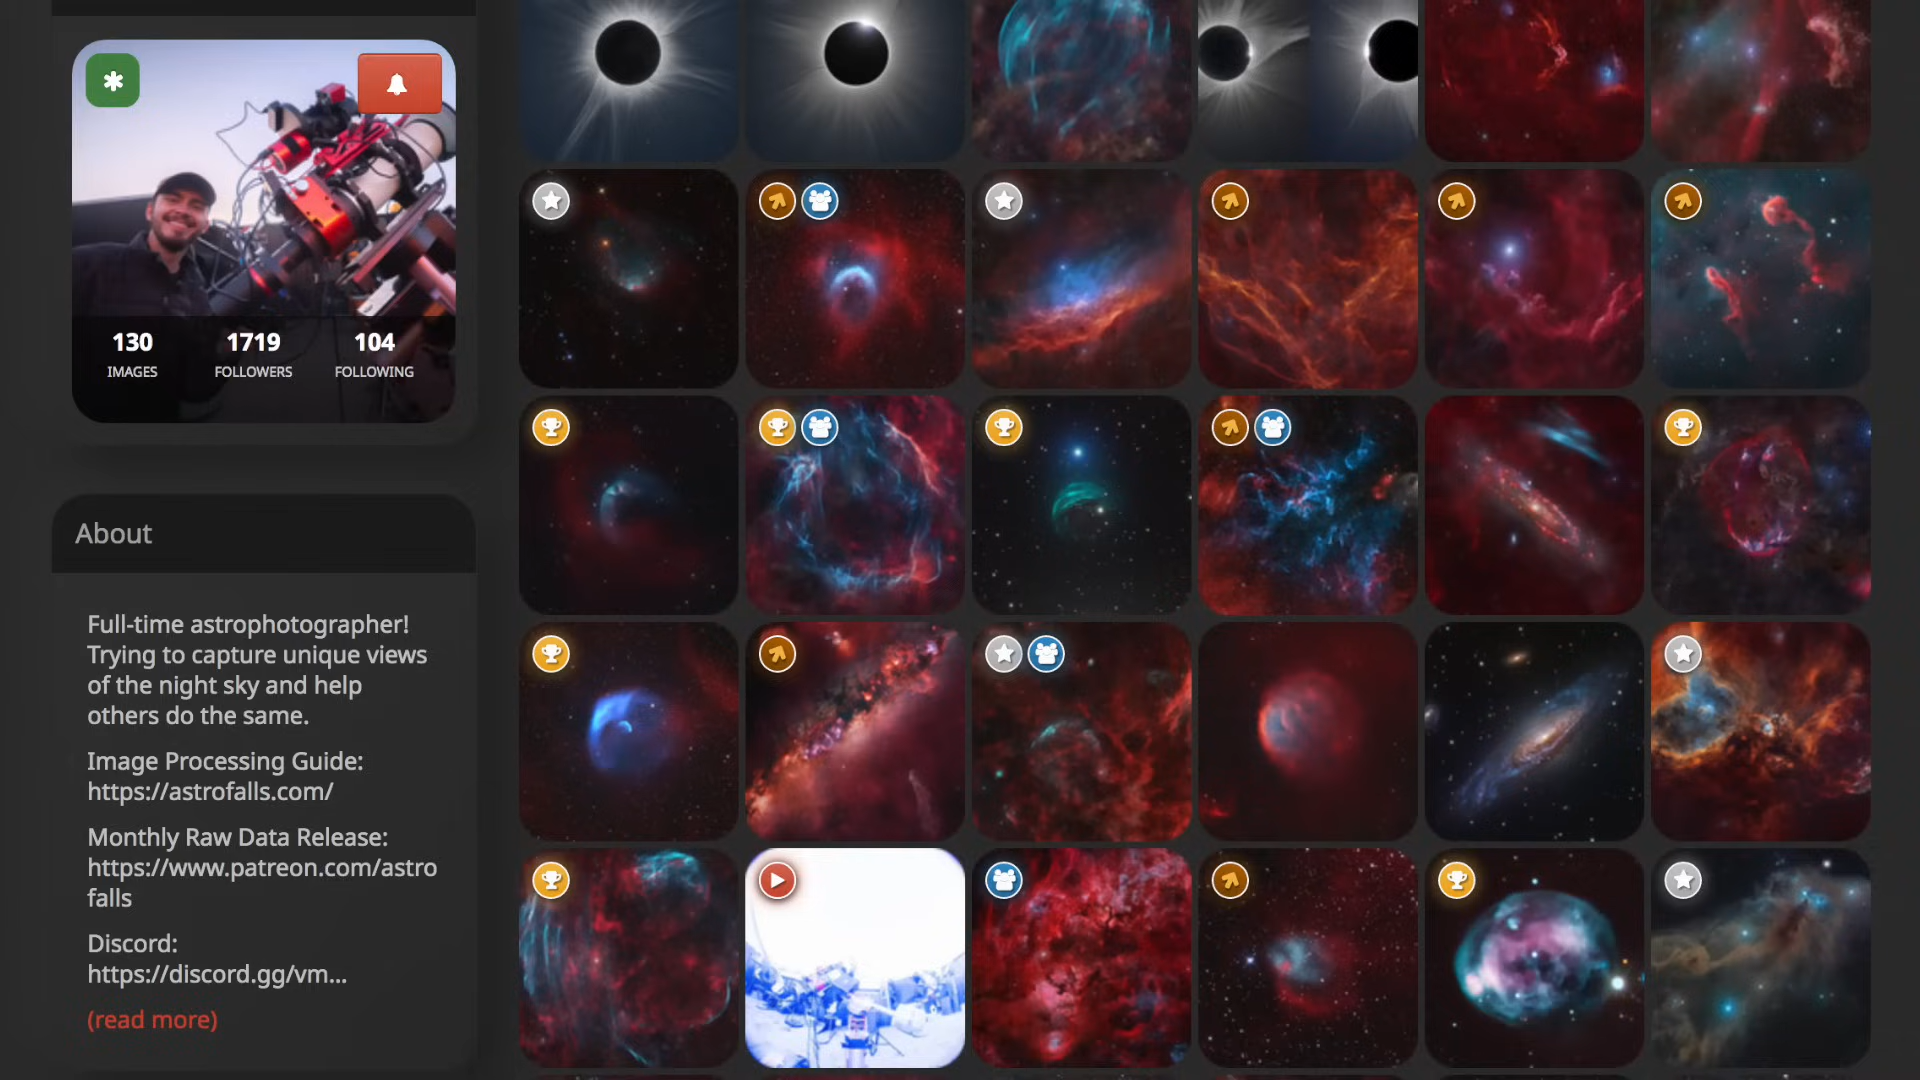 130
IMAGES
1719
FOLLOWERS
104
FOLLOWING
About
Full-time astrophotographer!
Trying to capture unique views
of the night sky and help
others do the same.
Image Processing Guide:
https://astrofalls.com/
Monthly Raw Data Release:
https://www.patreon.com/astro
falls
Discord:
https://discord.gg/vm...
(read more)